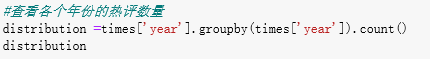 #查看各个年份的热评数量
distribution =times['year'].groupby(times['year']).count()
distribution